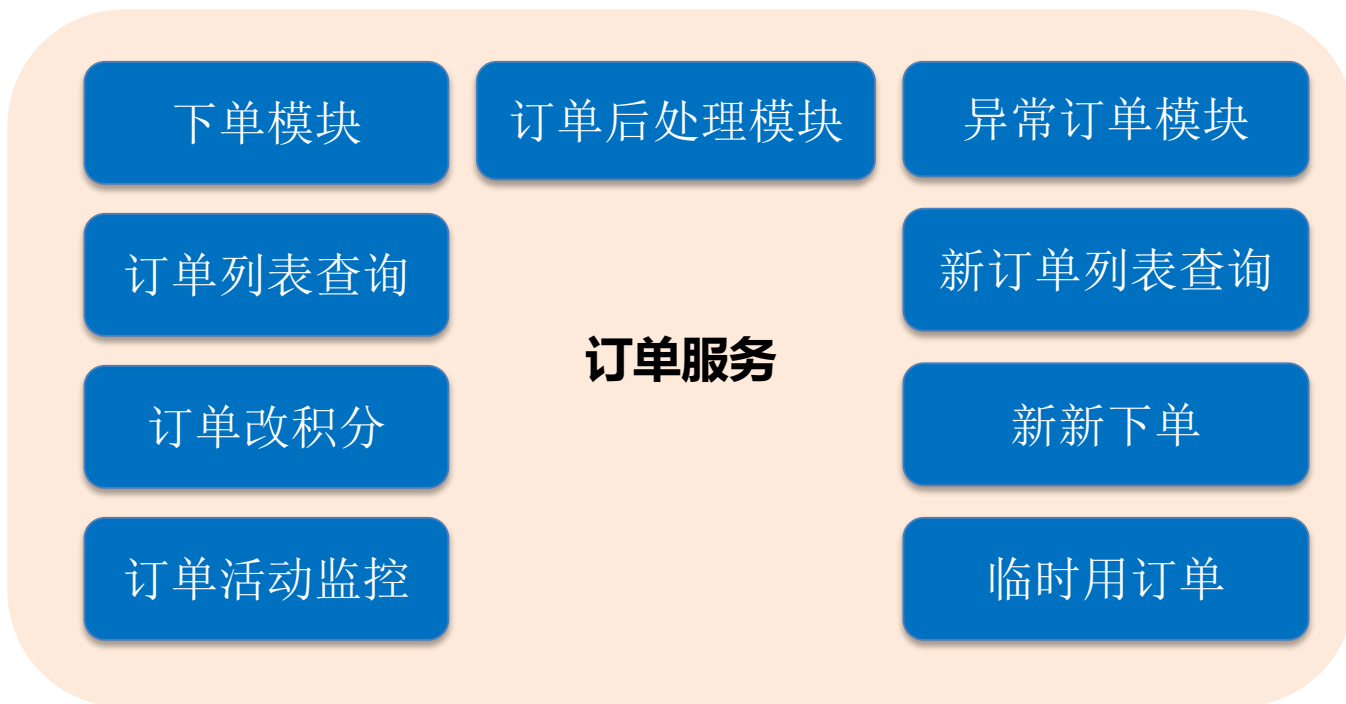 下单模块
订单后处理模块
异常订单模块
订单列表查询
新订单列表查询
订单服务
订单改积分
新新下单
订单活动监控
临时用订单